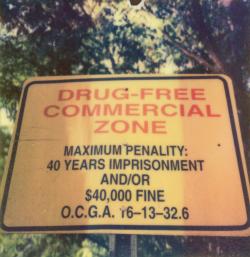 DRUG-FREE
COMMERCIAL
ZONE
MAXIMUM PENALITY:
40 YEARS IMPRISONMENT
AND/OR
$40,000 FINE
O.C.G.A. 16-13-32.6